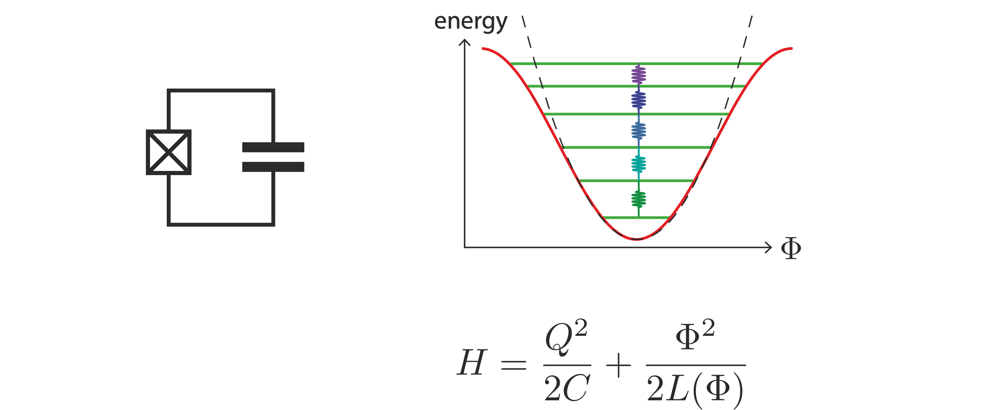 energy
Φ
H = Q²/2C + Φ²/2L(Φ)